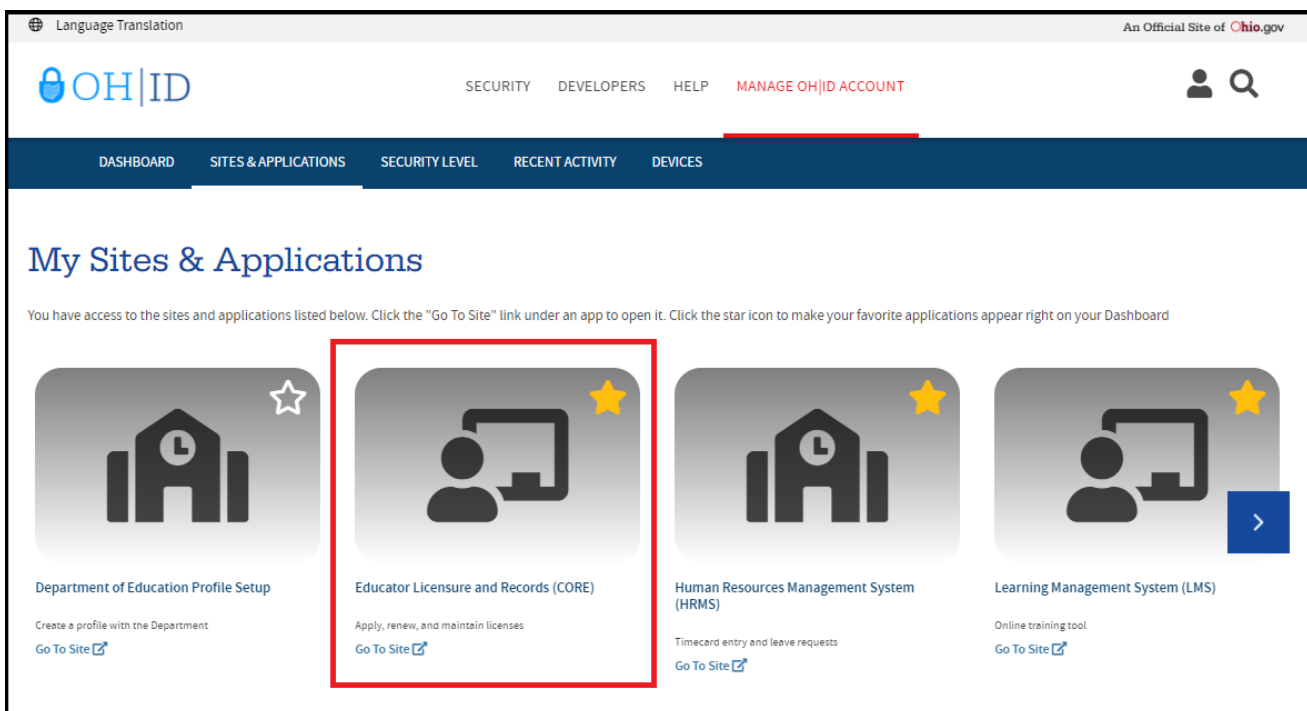 Language Translation
An Official Site of Ohio.gov
OH|ID
SECURITY DEVELOPERS HELP MANAGE OH|ID ACCOUNT
DASHBOARD SITES & APPLICATIONS SECURITY LEVEL RECENT ACTIVITY DEVICES
My Sites & Applications
You have access to the sites and applications listed below. Click the "Go To Site" link under an app to open it. Click the star icon to make your favorite applications appear right on your Dashboard
Department of Education Profile Setup
Create a profile with the Department
Go To Site
Educator Licensure and Records (CORE)
Apply, renew, and maintain licenses
Go To Site
Human Resources Management System
(HRMS)
Timecard entry and leave requests
Go To Site
Learning Management System (LMS)
Online training tool
Go To Site